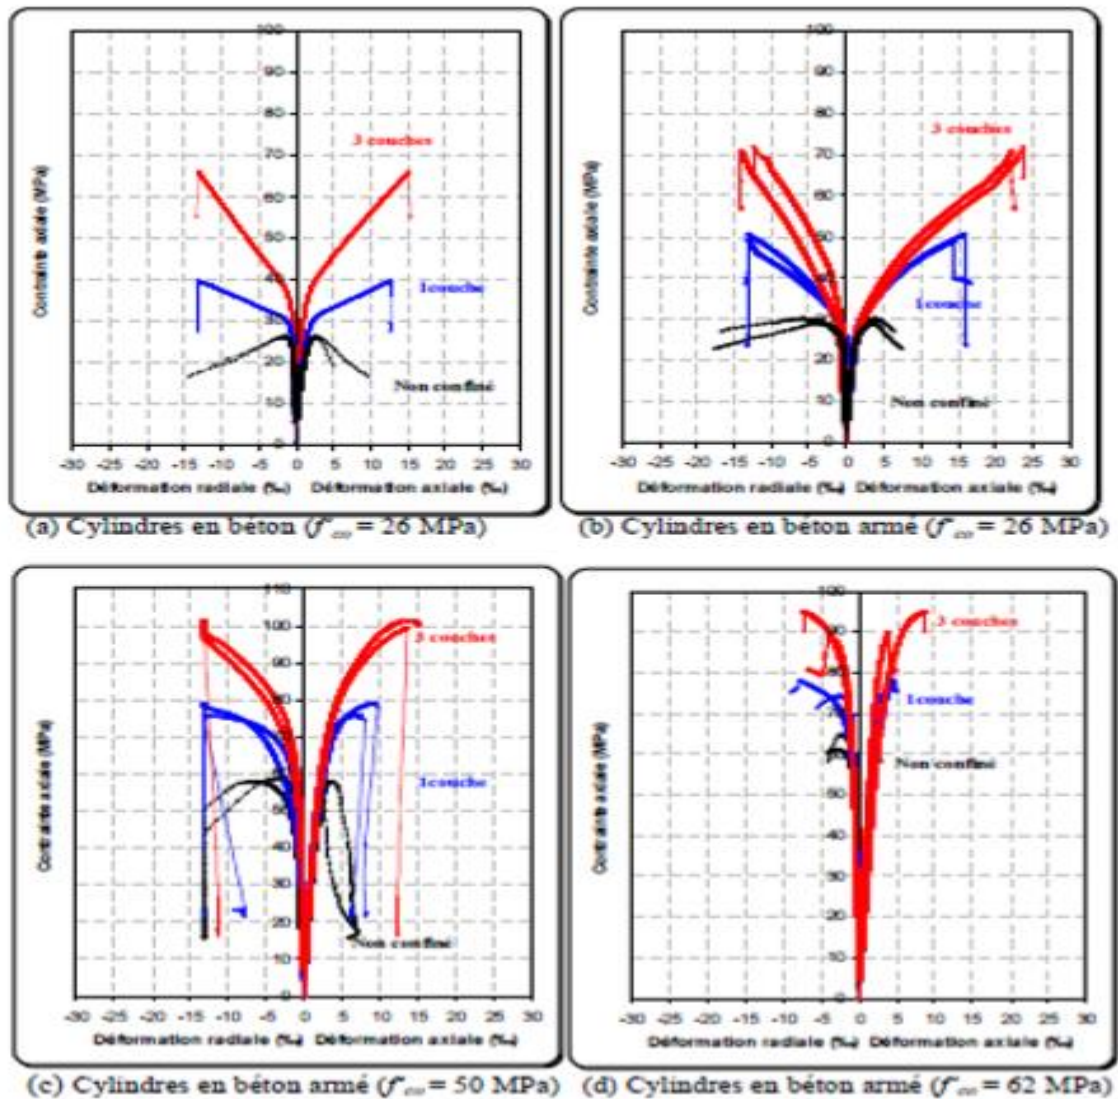 100
90
80
70
60
50
40
30
20
10
0
Contrainte axiale (MPa)
3 couches
1couche
Non confiné
-30 -25 -20 -15 -10 -5 0 5 10 15 20 25 30
Déformation radiale (‰) Déformation axiale (‰)
(a) Cylindres en béton (f'co = 26 MPa)
100
90
80
70
60
50
40
30
20
10
0
Contrainte axiale (MPa)
3 couches
1couche
Non confiné
-30 -25 -20 -15 -10 -5 0 5 10 15 20 25 30
Déformation radiale (‰) Déformation axiale (‰)
(b) Cylindres en béton armé (f'co = 26 MPa)
110
100
90
80
70
60
50
40
30
20
10
0
Contrainte axiale (MPa)
3 couches
1couche
Non confiné
-30 -25 -20 -15 -10 -5 0 5 10 15 20 25 30
Déformation radiale (‰) Déformation axiale (‰)
(c) Cylindres en béton armé (f'co = 50 MPa)
100
90
80
70
60
50
40
30
20
10
0
Contrainte axiale (MPa)
3 couches
1couche
Non confiné
-30 -25 -20 -15 -10 -5 0 5 10 15 20 25 30
Déformation radiale (‰) Déformation axiale (‰)
(d) Cylindres en béton armé (f'co = 62 MPa)